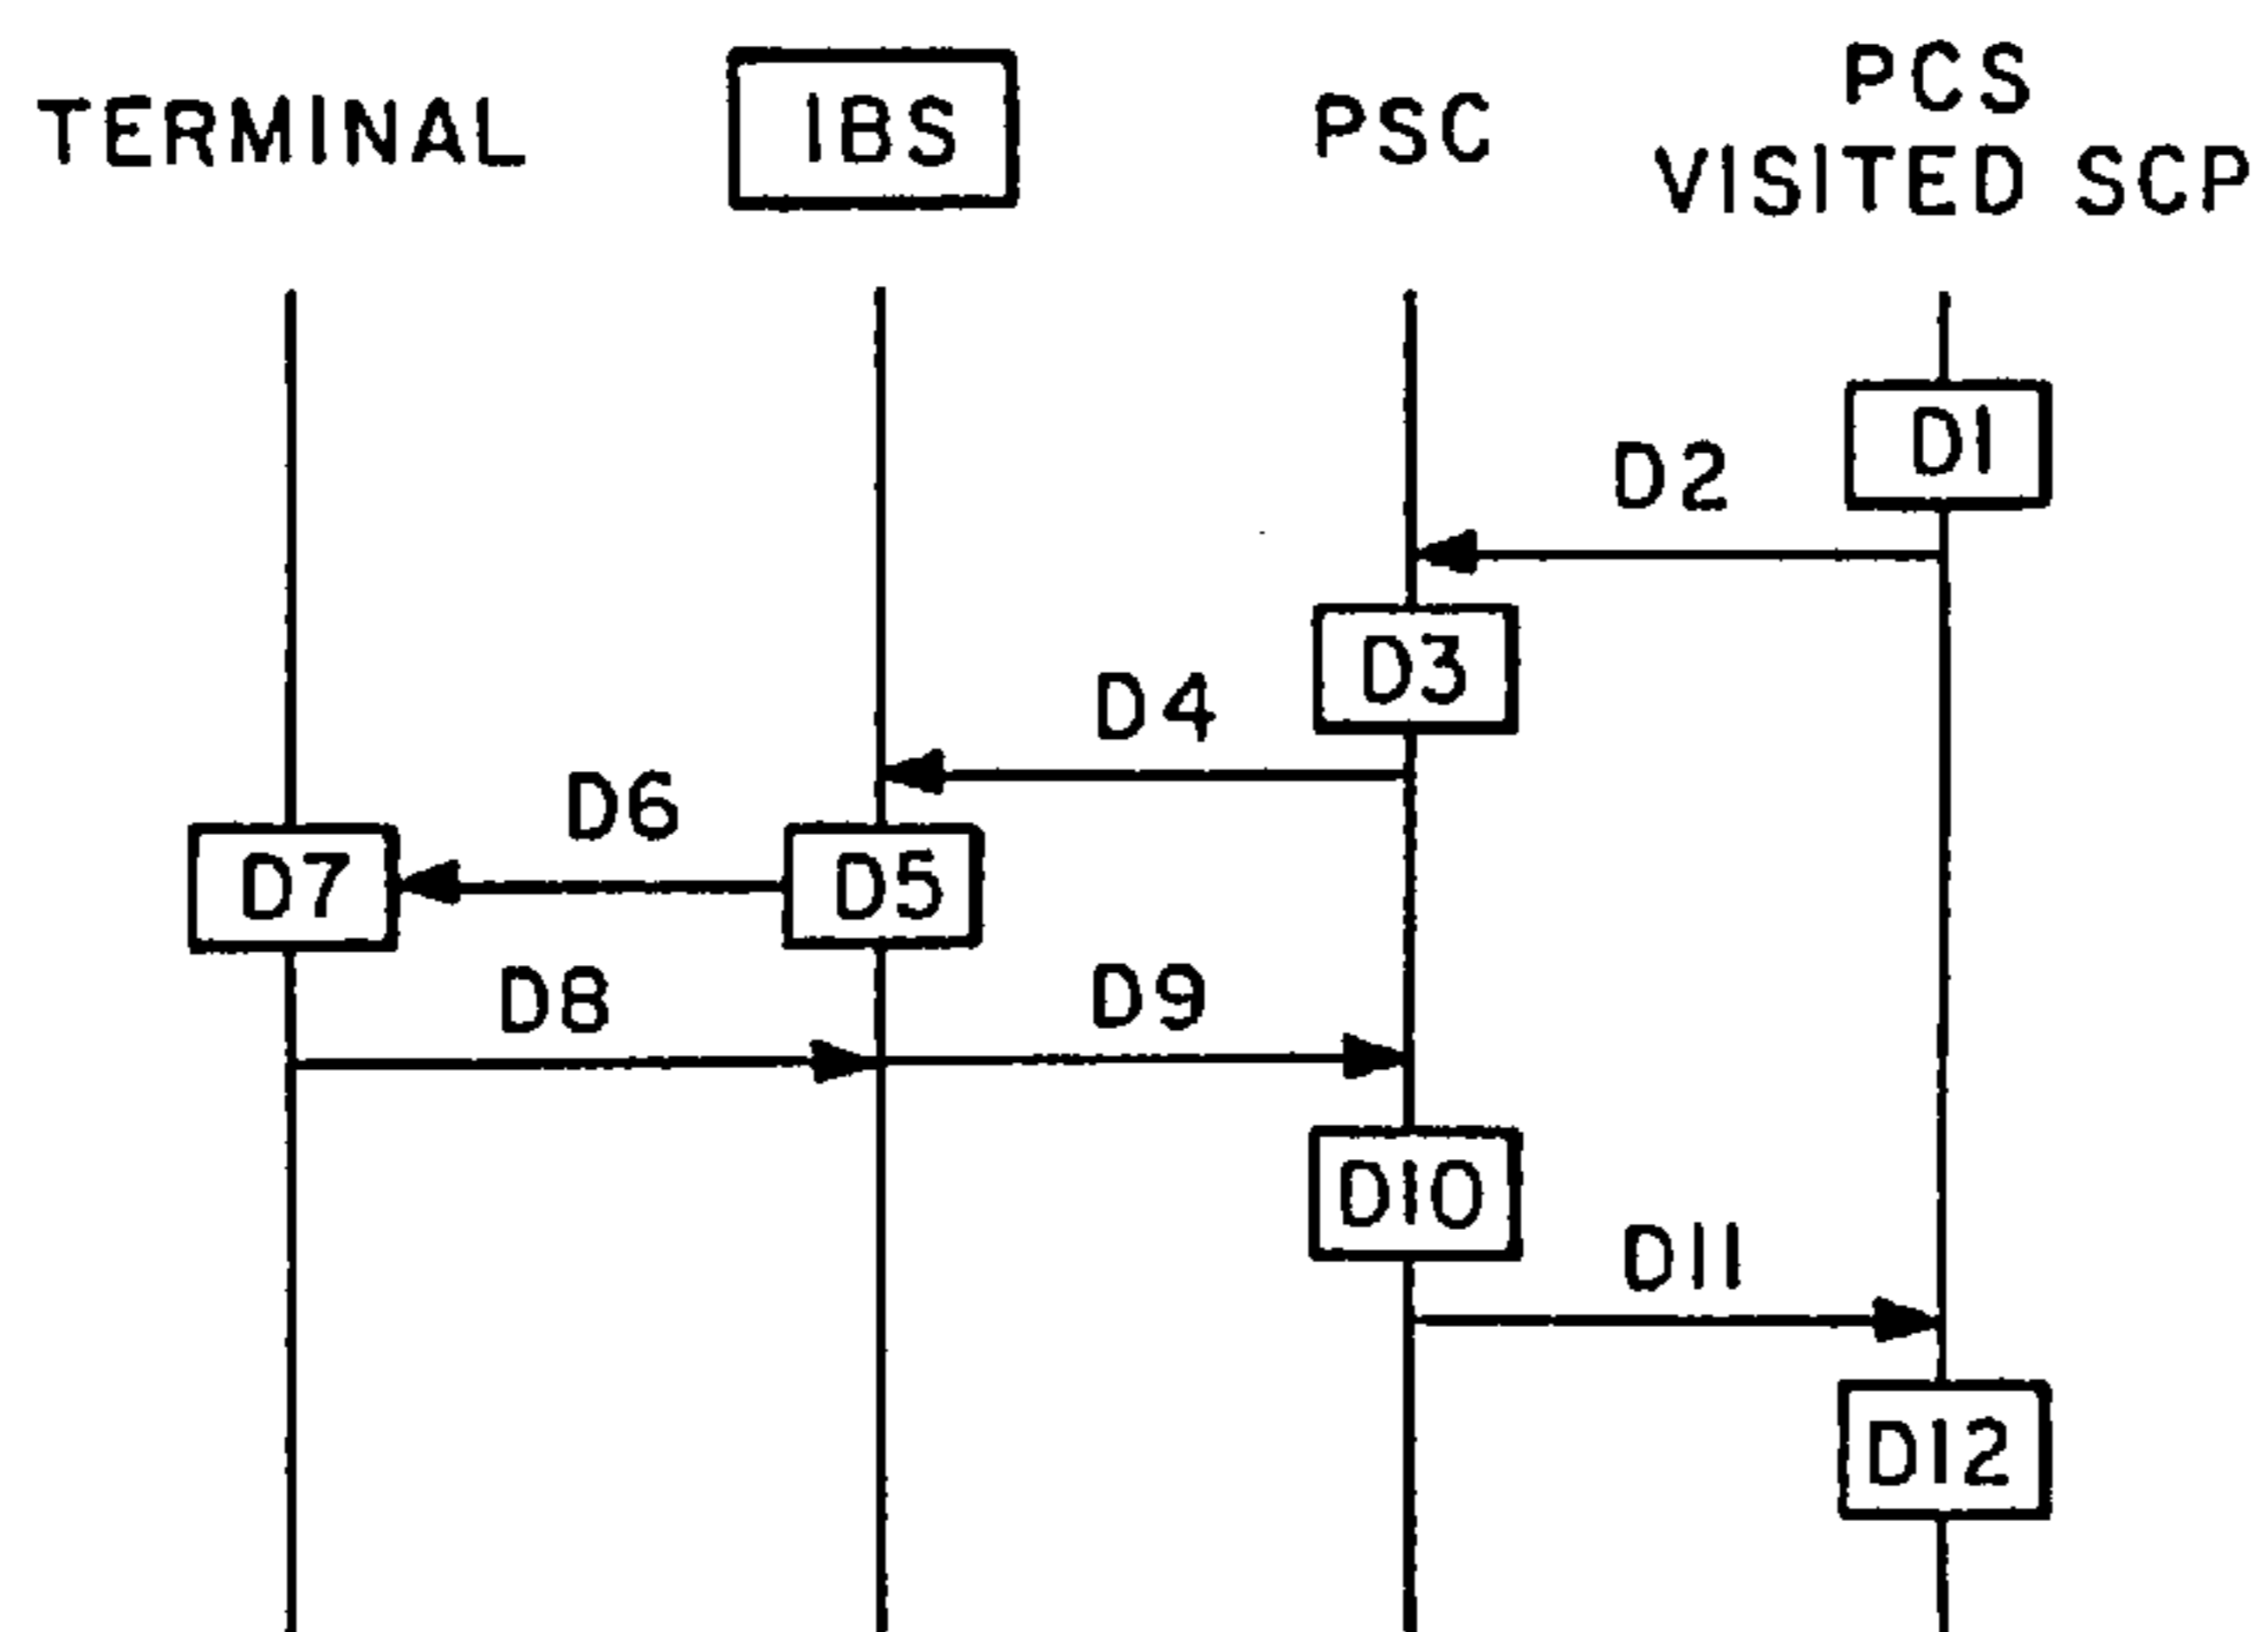 TERMINAL
IBS
PSC
PCS
VISITED SCP
D1
D2
D3
D4
D6
D7
D5
D8
D9
D10
D11
D12